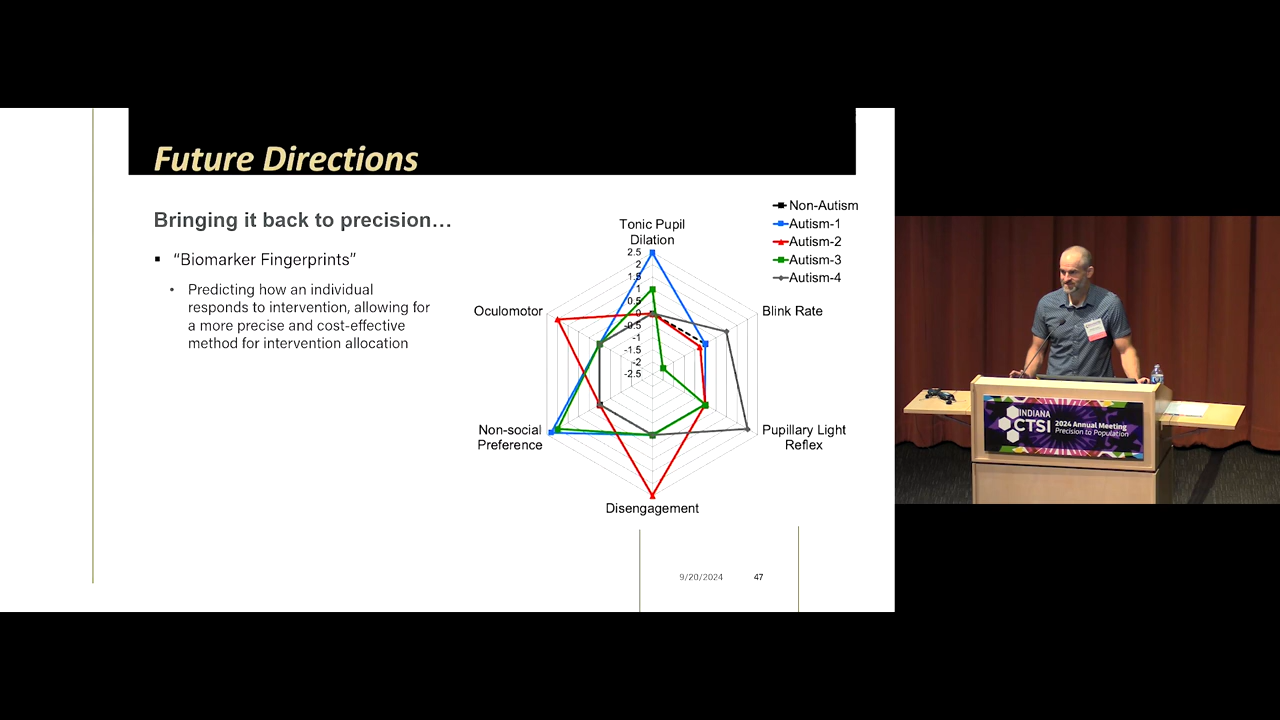 Future Directions
Bringing it back to precision…
▪ “Biomarker Fingerprints”
• Predicting how an individual
responds to intervention, allowing for
a more precise and cost-effective
method for intervention allocation
Non-Autism
Autism-1
Autism-2
Autism-3
Autism-4
Tonic Pupil
Dilation
2.5
2
1.5
1
0.5
0
-0.5
-1
-1.5
-2
-2.5
Oculomotor
Blink Rate
Non-social
Preference
Pupillary Light
Reflex
Disengagement
9/20/2024 47
INDIANA
CTSI
2024 Annual Meeting
Precision to Population